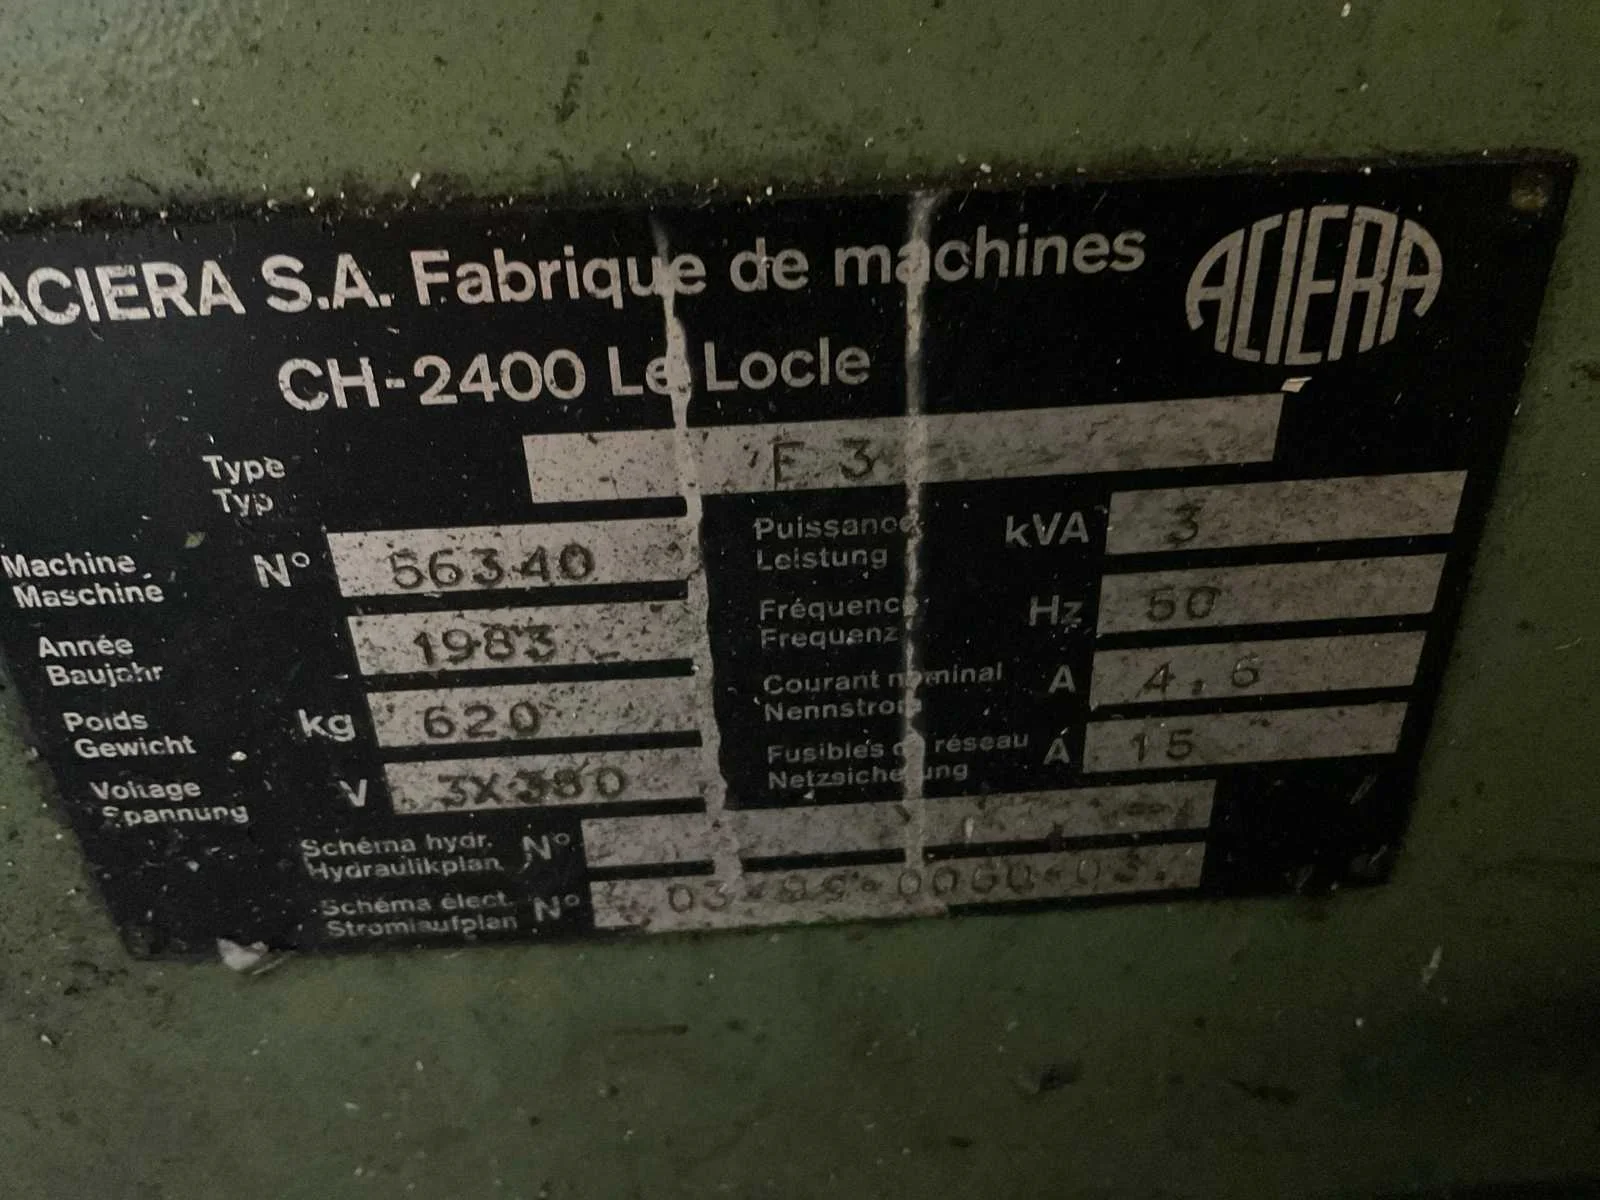 ACIERA S.A. Fabrique de machines
ACIERA
CH-2400 Le Locle
Type
Typ
F 3
Machine
Maschine
N° 56340
Année
Baujahr
1983
Poids
Gewicht
kg 620
Voltage
Spannung
V 3X380
Puissance
Leistung
kVA 3
Fréquence
Frequenz
Hz 50
Courant nominal
Nennstrom
A 4,6
Fusibles de réseau
Netzsicherung
A 15
Schéma hydr.
Hydraulikplan
N°
Schéma élect.
Stromlaufplan
N°